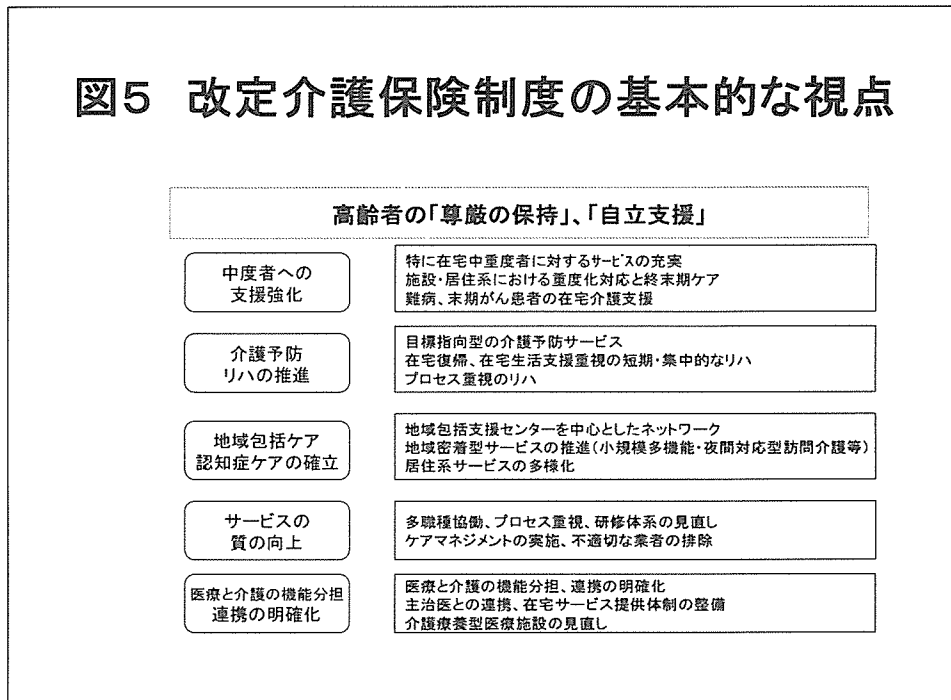 図5 改定介護保険制度の基本的な視点
高齢者の「尊厳の保持」、「自立支援」
中度者への
支援強化
特に在宅中重度者に対するサービスの充実
施設・居住系における重度化対応と終末期ケア
難病、末期がん患者の在宅介護支援
介護予防
リハの推進
目標指向型の介護予防サービス
在宅復帰、在宅生活支援重視の短期・集中的なリハ
プロセス重視のリハ
地域包括ケア
認知症ケアの確立
地域包括支援センターを中心としたネットワーク
地域密着型サービスの推進(小規模多機能・夜間対応型訪問介護等)
居住系サービスの多様化
サービスの
質の向上
多職種協働、プロセス重視、研修体系の見直し
ケアマネジメントの実施、不適切な業者の排除
医療と介護の機能分担
連携の明確化
医療と介護の機能分担、連携の明確化
主治医との連携、在宅サービス提供体制の整備
介護療養型医療施設の見直し